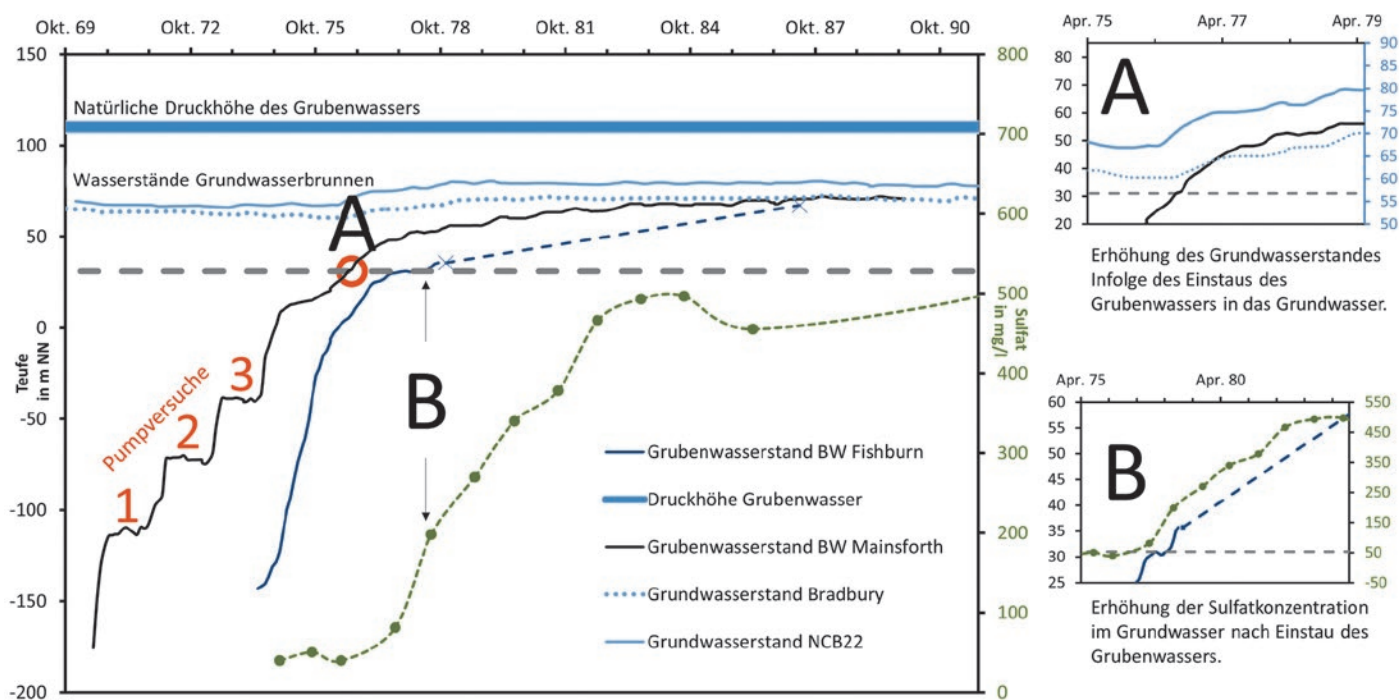 Okt. 69 Okt. 72 Okt. 75 Okt. 78 Okt. 81 Okt. 84 Okt. 87 Okt. 90
150
100
50
0
-50
-100
-150
-200
Teufe
in m NN
800
700
600
500
400
300
200
100
0
Sulfat
in mg/l
Natürliche Druckhöhe des Grubenwassers
Wasserstände Grundwasserbrunnen
A
B
Pumpversuche
1
2
3
Grubenwasserstand BW Fishburn
Druckhöhe Grubenwasser
Grubenwasserstand BW Mainsforth
Grundwasserstand Bradbury
Grundwasserstand NCB22
Apr. 75 Apr. 77 Apr. 79
80
70
60
50
40
30
20
A
90
85
80
75
70
65
60
55
50
Erhöhung des Grundwasserstandes
Infolge des Einstaus des
Grubenwassers in das Grundwasser.
Apr. 75 Apr. 80
60
55
50
45
40
35
30
25
B
550
450
350
250
150
50
-50
Erhöhung der Sulfatkonzentration
im Grundwasser nach Einstau des
Grubenwassers.